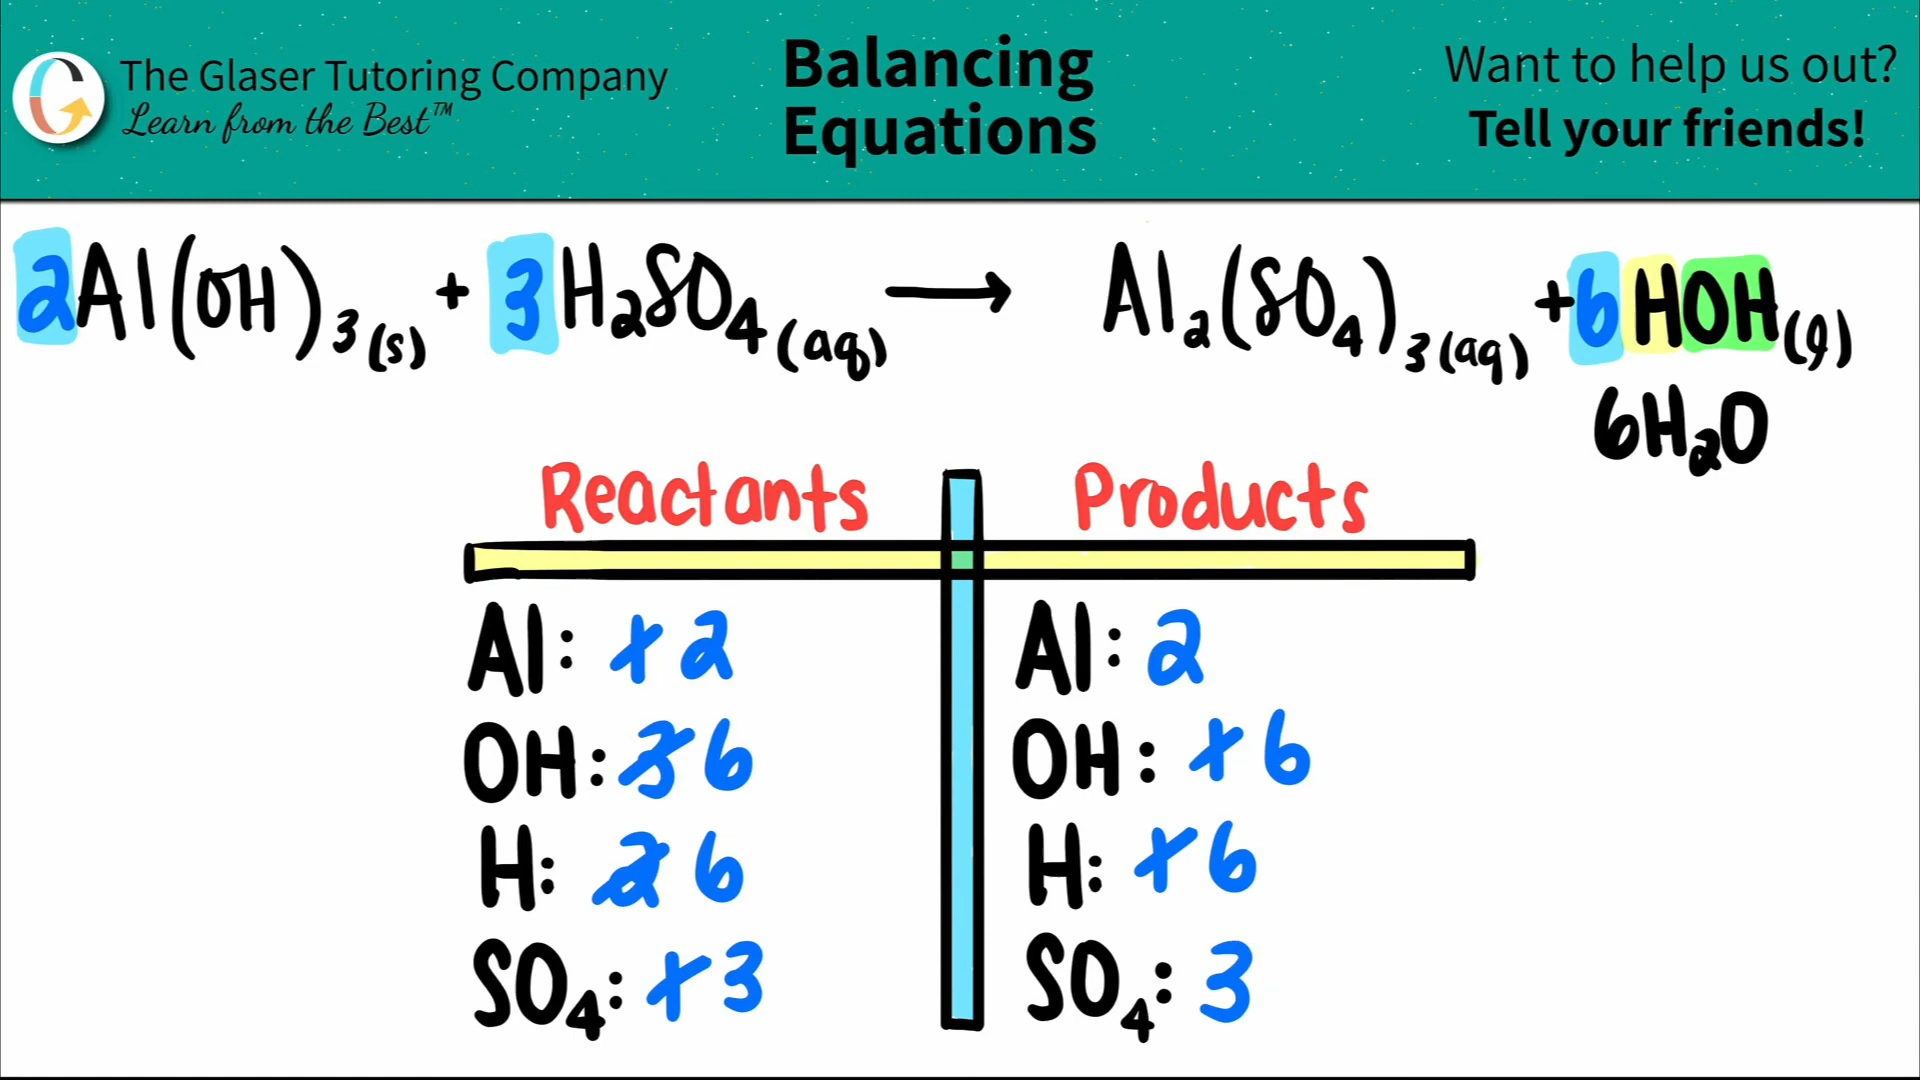 The Glaser Tutoring Company
Learn from the Best™
Balancing
Equations
Want to help us out?
Tell your friends!
2Al(OH)₃(s) + 3H₂SO₄(aq) → Al₂(SO₄)₃(aq) + 6HOH(l)
6H₂O
Reactants Products
Al: 1 2 Al: 2
OH: 3 6 OH: 1 6
H: 2 6 H: 1 6
SO₄: 1 3 SO₄: 3